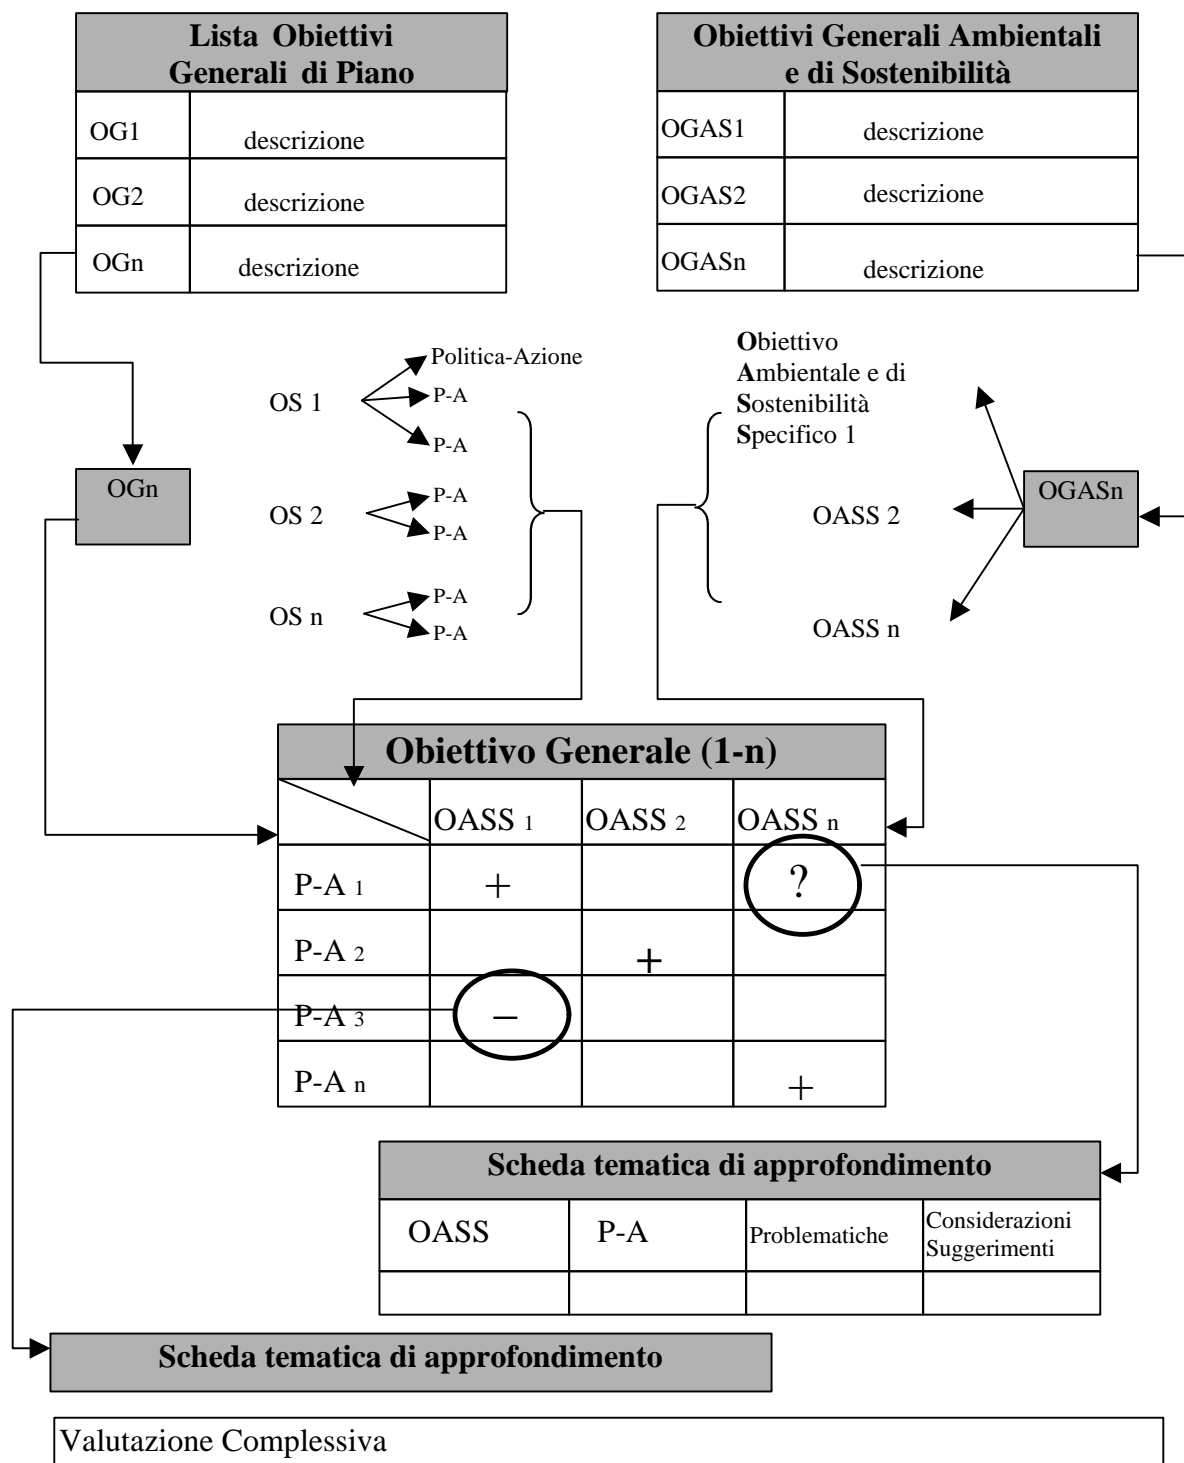 Lista Obiettivi
Generali di Piano
OG1 descrizione
OG2 descrizione
OGn descrizione
Obiettivi Generali Ambientali
e di Sostenibilità
OGAS1 descrizione
OGAS2 descrizione
OGASn descrizione
OGn
OS 1
Politica-Azione
P-A
P-A
OS 2
P-A
P-A
OS n
P-A
P-A
Obiettivo
Ambientale e di
Sostenibilità
Specifico 1
OASS 2
OASS n
OGASn
Obiettivo Generale (1-n)
OASS 1 OASS 2 OASS n
P-A 1 + ?
P-A 2 +
P-A 3 −
P-A n +
Scheda tematica di approfondimento
OASS P-A Problematiche Considerazioni
Suggerimenti
Scheda tematica di approfondimento
Valutazione Complessiva